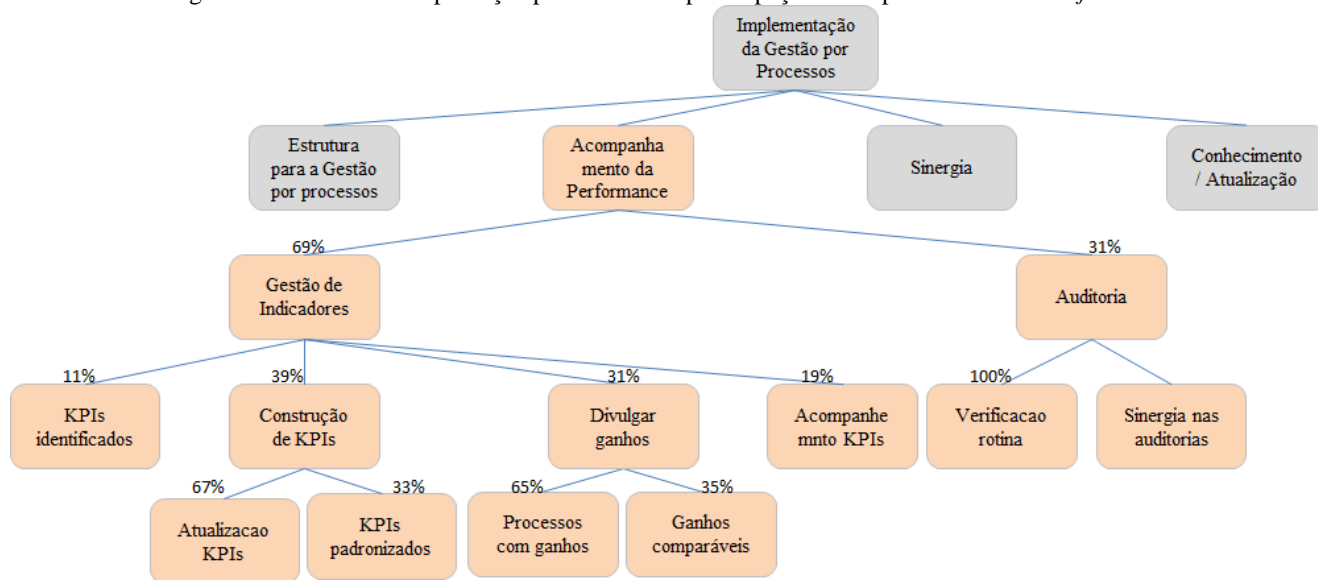 Implementação
da Gestão por
Processos
Estrutura
para a Gestão
por processos
Acompanha
mento da
Performance
Sinergia
Conhecimento
/ Atualização
69%
31%
Gestão de
Indicadores
Auditoria
11%
39%
31%
19%
100%
KPIs
identificados
Construção
de KPIs
Divulgar
ganhos
Acompanhe
mnto KPIs
Verificacao
rotina
Sinergia nas
auditorias
67%
33%
65%
35%
Atualizacao
KPIs
KPIs
padronizados
Processos
com ganhos
Ganhos
comparáveis